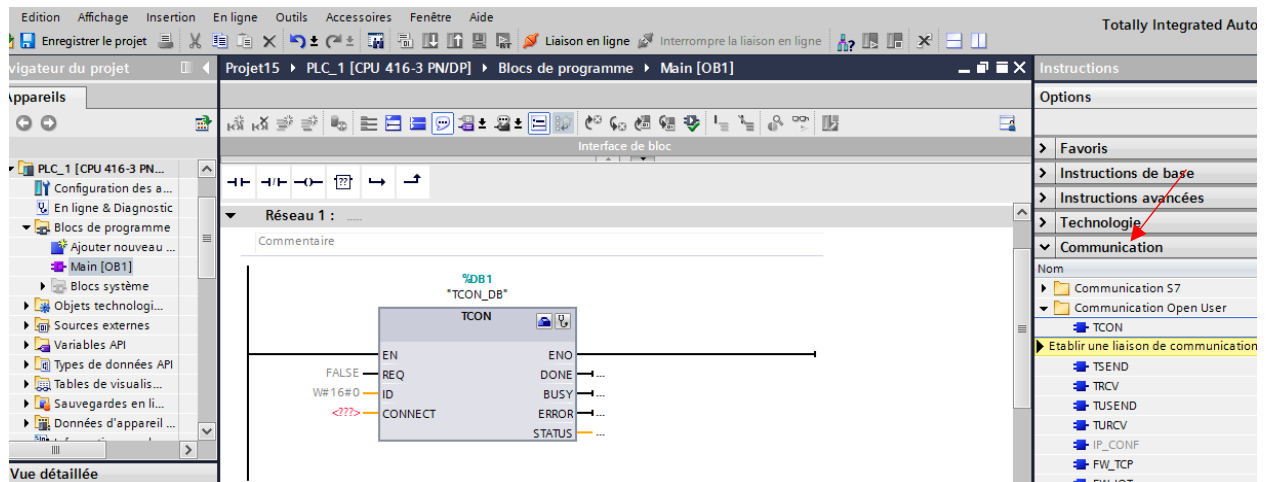 Edition Affichage Insertion En ligne Outils Accessoires Fenêtre Aide
Totally Integrated Auto
Enregistrer le projet
Liaison en ligne
Interrompre la liaison en ligne
vigateur du projet
Projet15 PLC_1 [CPU 416-3 PN/DP] Blocs de programme Main [OB1]
Instructions
Appareils
Options
Interface de bloc
Favoris
Instructions de base
Instructions avancées
Technologie
Communication
Nom
Communication S7
Communication Open User
TCON
Etablir une liaison de communication
TSEND
TRCV
TUSEND
TURCV
IP_CONF
FW_TCP
PLC_1 [CPU 416-3 PN...
Configuration des a...
En ligne & Diagnostic
Blocs de programme
Ajouter nouveau ...
Main [OB1]
Blocs système
Objets technologi...
Sources externes
Variables API
Types de données API
Tables de visualis...
Sauvegardes en li...
Données d'appareil ...
Vue détaillée
??
Réseau 1 : .....
Commentaire
%DB1
"TCON_DB"
TCON
EN ENO
FALSE REQ DONE ...
W#16#0 ID BUSY ...
<???> CONNECT ERROR ...
STATUS ...